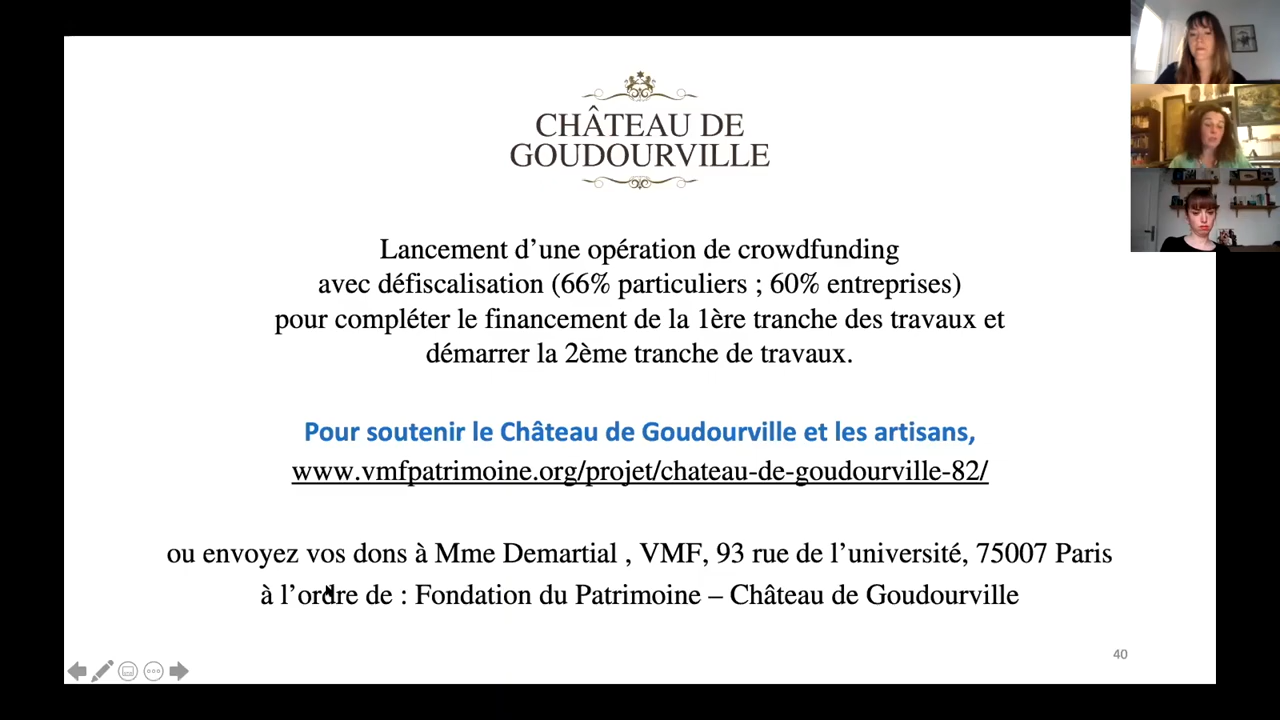 CHÂTEAU DE
GOUDOURVILLE
Lancement d’une opération de crowdfunding
avec défiscalisation (66% particuliers ; 60% entreprises)
pour compléter le financement de la 1ère tranche des travaux et
démarrer la 2ème tranche de travaux.
Pour soutenir le Château de Goudourville et les artisans,
www.vmfpatrimoine.org/projet/chateau-de-goudourville-82/
ou envoyez vos dons à Mme Demartial , VMF, 93 rue de l’université, 75007 Paris
à l’ordre de : Fondation du Patrimoine – Château de Goudourville
40